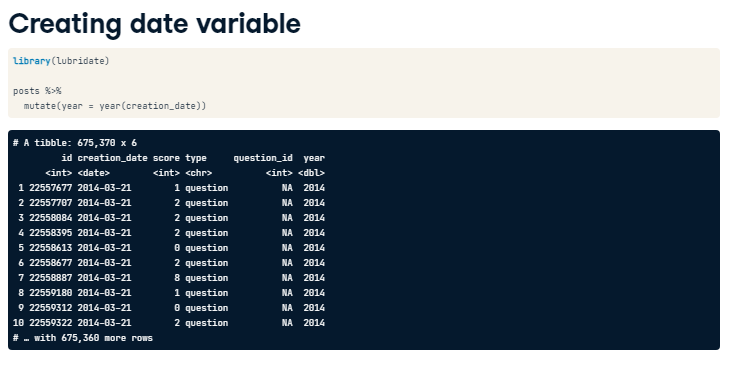 Creating date variable
library(lubridate)
posts %>%
  mutate(year = year(creation_date))
# A tibble: 675,370 x 6
         id creation_date score type     question_id  year
      <int> <date>        <int> <chr>          <int> <dbl>
 1 22557677 2014-03-21        1 question          NA  2014
 2 22557707 2014-03-21        2 question          NA  2014
 3 22558084 2014-03-21        2 question          NA  2014
 4 22558395 2014-03-21        2 question          NA  2014
 5 22558613 2014-03-21        0 question          NA  2014
 6 22558677 2014-03-21        2 question          NA  2014
 7 22558887 2014-03-21        8 question          NA  2014
 8 22559180 2014-03-21        1 question          NA  2014
 9 22559312 2014-03-21        0 question          NA  2014
10 22559322 2014-03-21        2 question          NA  2014
# … with 675,360 more rows